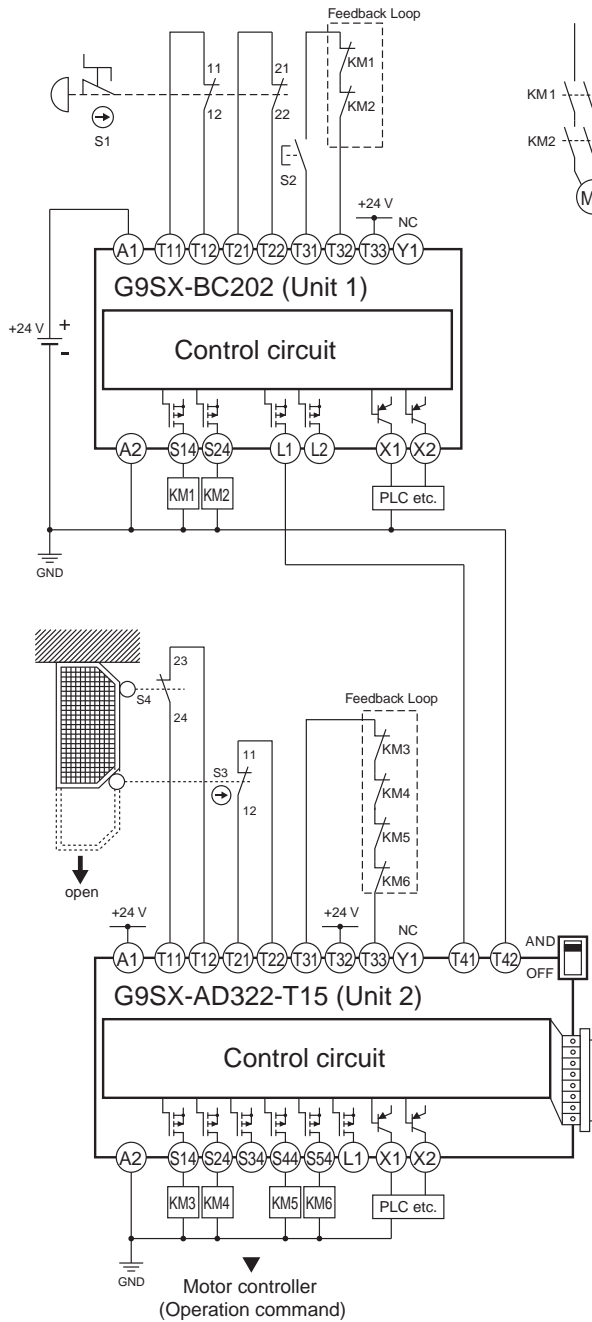 Feedback Loop
KM1
KM2
11
12
21
22
S1
S2
KM1
KM2
M
+24 V
NC
A1
T11
T12
T21
T22
T31
T32
T33
Y1
G9SX-BC202 (Unit 1)
Control circuit
+24 V
+
-
A2
S14
S24
L1
L2
X1
X2
KM1
KM2
PLC etc.
GND
23
24
S4
S3
11
12
Feedback Loop
KM3
KM4
KM5
KM6
open
+24 V
+24 V
NC
A1
T11
T12
T21
T22
T31
T32
T33
Y1
T41
T42
AND
OFF
G9SX-AD322-T15 (Unit 2)
Control circuit
A2
S14
S24
S34
S44
S54
L1
X1
X2
KM3
KM4
KM5
KM6
PLC etc.
GND
Motor controller
(Operation command)